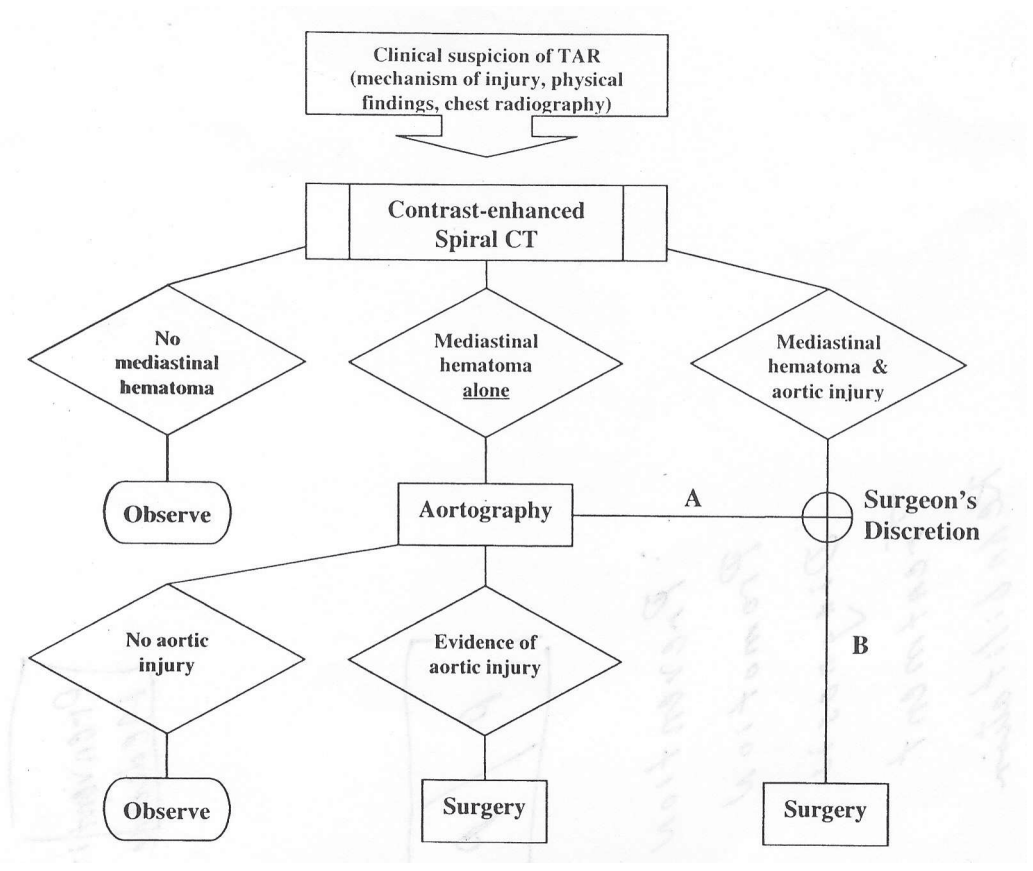 Clinical suspicion of TAR
(mechanism of injury, physical
findings, chest radiography)
Contrast-enhanced
Spiral CT
No
mediastinal
hematoma
Mediastinal
hematoma
alone
Mediastinal
hematoma &
aortic injury
Observe
Aortography
A
Surgeon's
Discretion
No aortic
injury
Evidence of
aortic injury
B
Observe
Surgery
Surgery